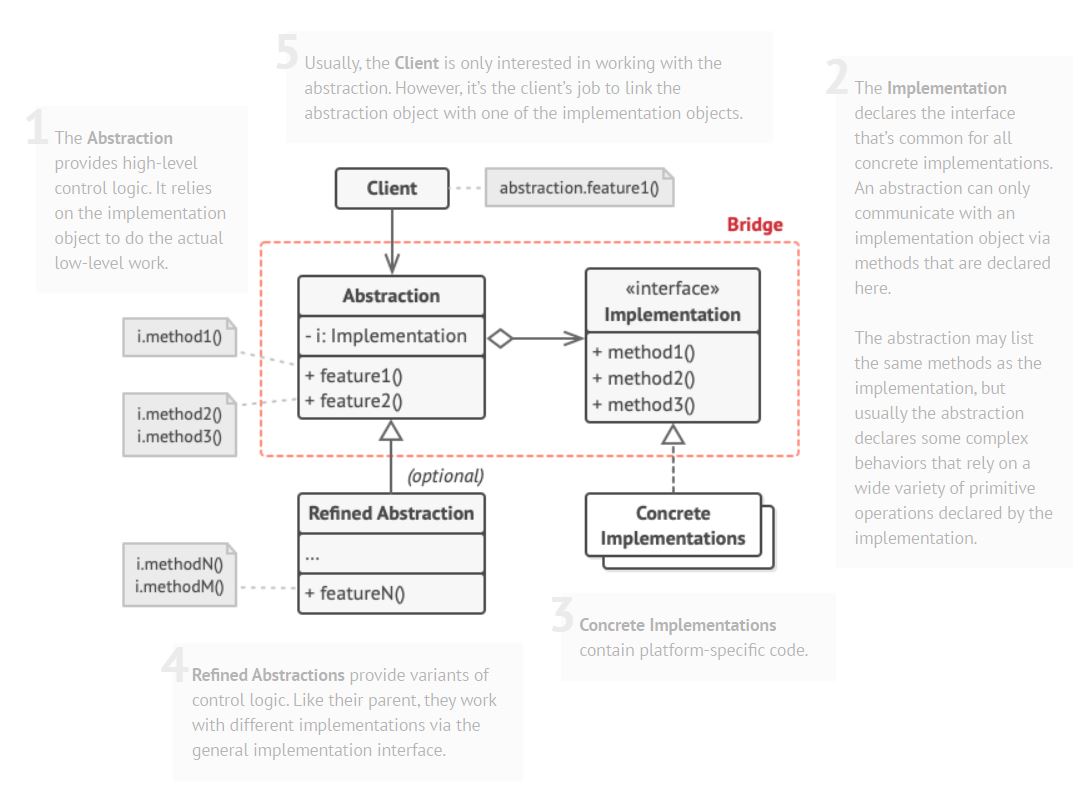 5
Usually, the Client is only interested in working with the
abstraction. However, it's the client's job to link the
abstraction object with one of the implementation objects.
1
The Abstraction
provides high-level
control logic. It relies
on the implementation
object to do the actual
low-level work.
2
The Implementation
declares the interface
that's common for all
concrete implementations.
An abstraction can only
communicate with an
implementation object via
methods that are declared
here.
The abstraction may list
the same methods as the
implementation, but
usually the abstraction
declares some complex
behaviors that rely on a
wide variety of primitive
operations declared by the
implementation.
Client
abstraction.feature1()
Bridge
Abstraction
- i: Implementation
+ feature1()
+ feature2()
«interface»
Implementation
+ method1()
+ method2()
+ method3()
i.method1()
i.method2()
i.method3()
(optional)
Refined Abstraction
...
+ featureN()
i.methodN()
i.methodM()
Concrete
Implementations
3
Concrete Implementations
contain platform-specific code.
4
Refined Abstractions provide variants of
control logic. Like their parent, they work
with different implementations via the
general implementation interface.